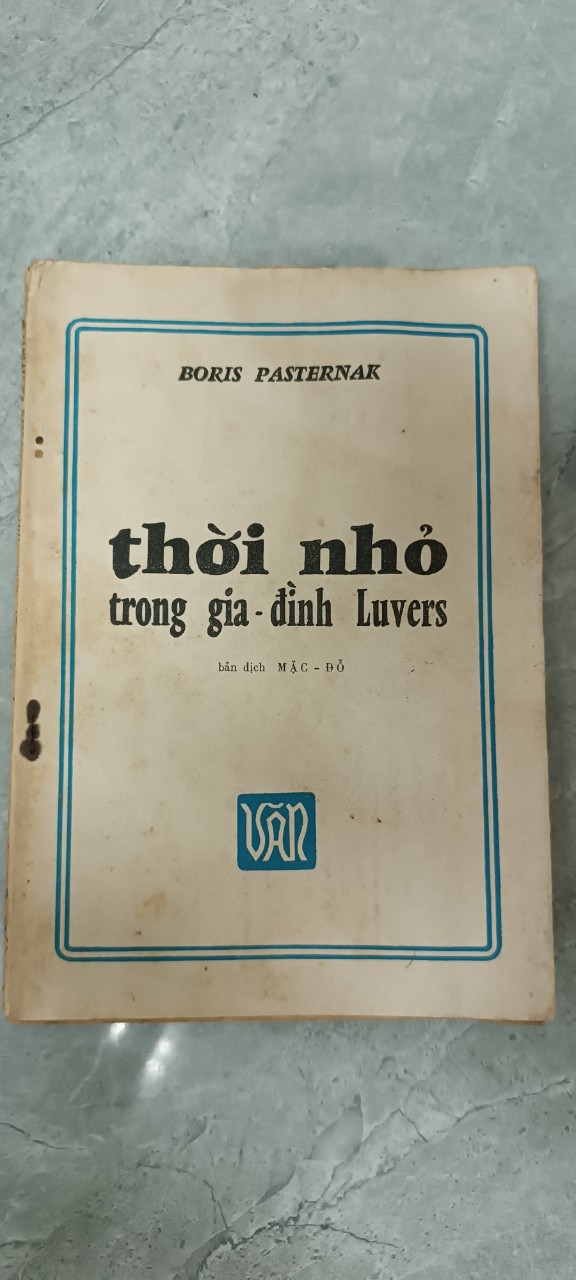 BORIS PASTERNAK
thời nhỏ
trong gia-đình Luvers
bản dịch MẶC-ĐỖ
VĂN